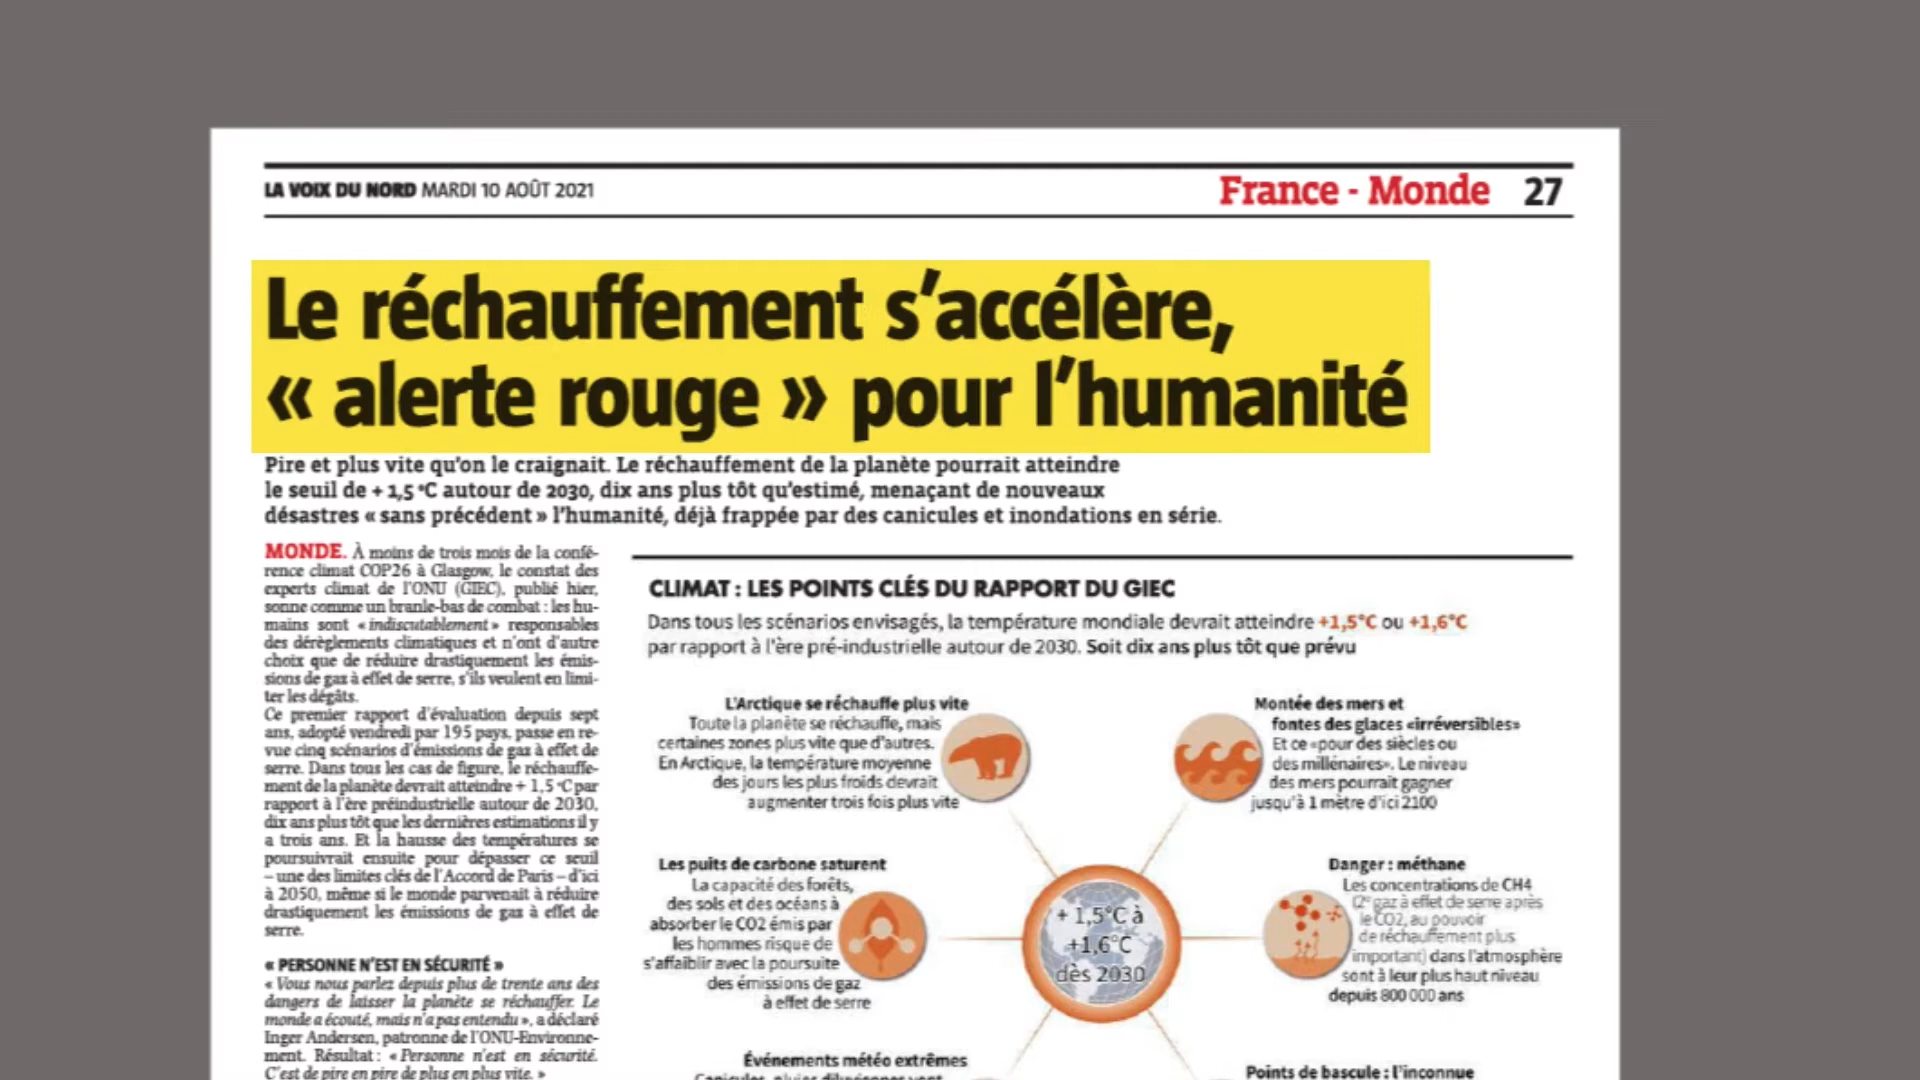 LA VOIX DU NORD MARDI 10 AOÛT 2021
France - Monde 27
Le réchauffement s'accélère,
« alerte rouge » pour l'humanité
Pire et plus vite qu'on le craignait. Le réchauffement de la planète pourrait atteindre
le seuil de + 1,5 °C autour de 2030, dix ans plus tôt qu'estimé, menaçant de nouveaux
désastres « sans précédent » l'humanité, déjà frappée par des canicules et inondations en série.
MONDE. À moins de trois mois de la confé-
rence climat COP26 à Glasgow, le constat des
experts climat de l'ONU (GIEC), publié hier,
sonne comme un branle-bas de combat : les hu-
mains sont « indiscutablement » responsables
des dérèglements climatiques et n'ont d'autre
choix que de réduire drastiquement les émis-
sions de gaz à effet de serre, s'ils veulent en limi-
ter les dégâts.
Ce premier rapport d'évaluation depuis sept
ans, adopté vendredi par 195 pays, passe en re-
vue cinq scénarios d'émissions de gaz à effet de
serre. Dans tous les cas de figure, le réchauffe-
ment de la planète devrait atteindre + 1,5 °C par
rapport à l'ère préindustrielle autour de 2030,
dix ans plus tôt que les dernières estimations il y
a trois ans. Et la hausse des températures se
poursuivrait ensuite pour dépasser ce seuil
– une des limites clés de l'Accord de Paris – d'ici
à 2050, même si le monde parvenait à réduire
drastiquement les émissions de gaz à effet de
serre.
« PERSONNE N'EST EN SÉCURITÉ »
« Vous nous parlez depuis plus de trente ans des
dangers de laisser la planète se réchauffer. Le
monde a écouté, mais n'a pas entendu », a déclaré
Inger Andersen, patronne de l'ONU-Environne-
ment. Résultat : « Personne n'est en sécurité.
C'est de pire en pire de plus en plus vite. »
CLIMAT : LES POINTS CLÉS DU RAPPORT DU GIEC
Dans tous les scénarios envisagés, la température mondiale devrait atteindre +1,5°C ou +1,6°C
par rapport à l'ère pré-industrielle autour de 2030. Soit dix ans plus tôt que prévu
L'Arctique se réchauffe plus vite
Toute la planète se réchauffe, mais
certaines zones plus vite que d'autres.
En Arctique, la température moyenne
des jours les plus froids devrait
augmenter trois fois plus vite
Montée des mers et
fontes des glaces «irréversibles»
Et ce «pour des siècles ou
des millénaires». Le niveau
des mers pourrait gagner
jusqu'à 1 mètre d'ici 2100
Les puits de carbone saturent
La capacité des forêts,
des sols et des océans à
absorber le CO2 émis par
les hommes risque de
s'affaiblir avec la poursuite
des émissions de gaz
à effet de serre
+ 1,5°C à
+1,6°C
dès 2030
Danger : méthane
Les concentrations de CH4
(2e gaz à effet de serre après
le CO2, au pouvoir
de réchauffement plus
important) dans l'atmosphère
sont à leur plus haut niveau
depuis 800 000 ans
Événements météo extrêmes
Canicules, pluies diluviennes vont
Points de bascule : l'inconnue